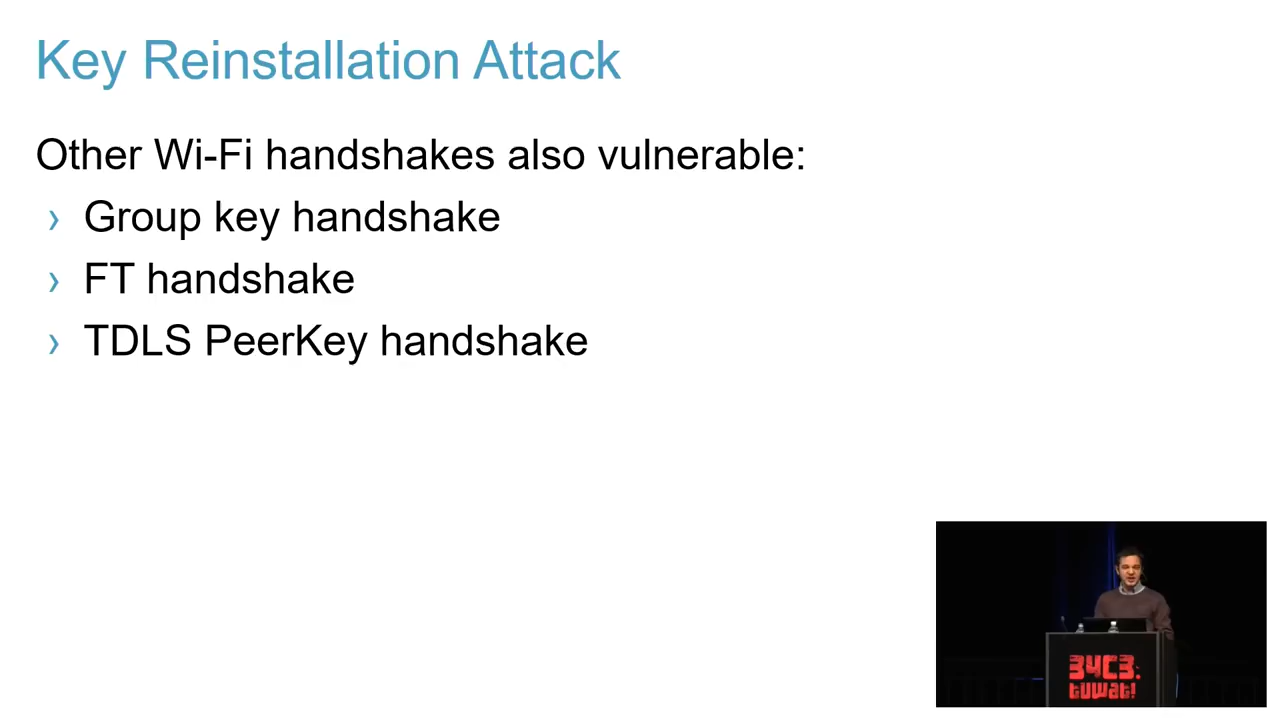 Key Reinstallation Attack
Other Wi-Fi handshakes also vulnerable:
› Group key handshake
› FT handshake
› TDLS PeerKey handshake
34C3.
tuwat!